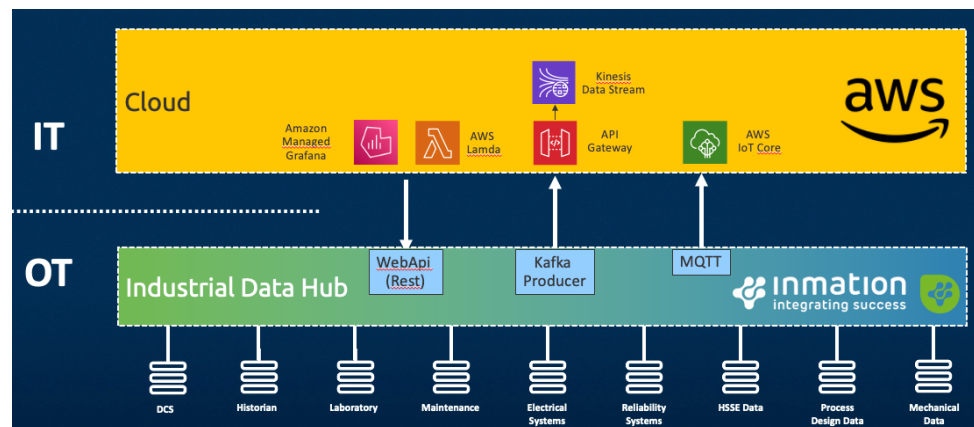 IT
Cloud
Amazon
Managed
Grafana
AWS
Lamda
Kinesis
Data Stream
API
Gateway
AWS
IoT Core
aws
OT
Industrial Data Hub
WebApi
(Rest)
Kafka
Producer
MQTT
inmation
integrating success
DCS
Historian
Laboratory
Maintenance
Electrical
Systems
Reliability
Systems
HSSE Data
Process
Design Data
Mechanical
Data